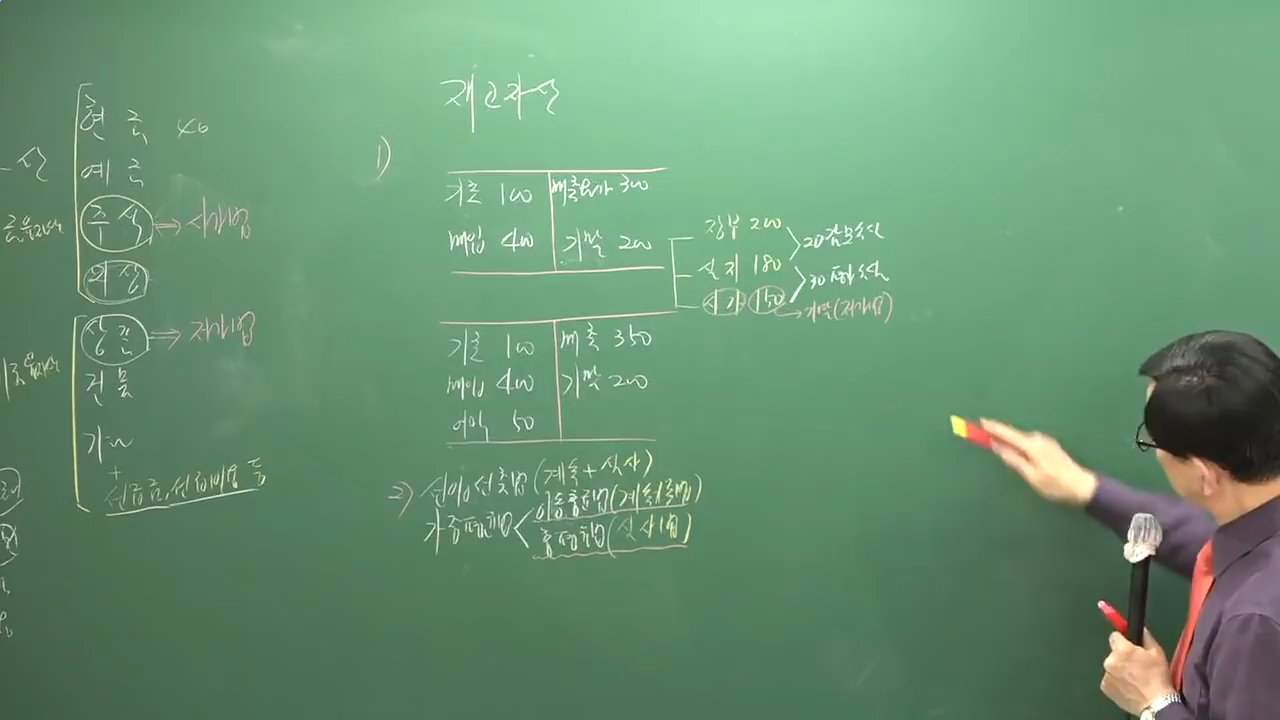 재고자산
현금 40
예금
주식 ⇒ 시가법
외상
상품 ⇒ 저가법
건물
기
+
선급금, 선급비용 등
1)
기초 100 매출원가 300
매입 400 기말 200
장부 200
실지 180
시가 150
20 감모손실
30 평가손실
→ 기말(저가법)
기초 100 매출 350
매입 400 기말 200
이익 50
2) 선입선출법 (계속+실사)
가중평균법 < 이동평균법(계속기록법)
총평균법(실사법)